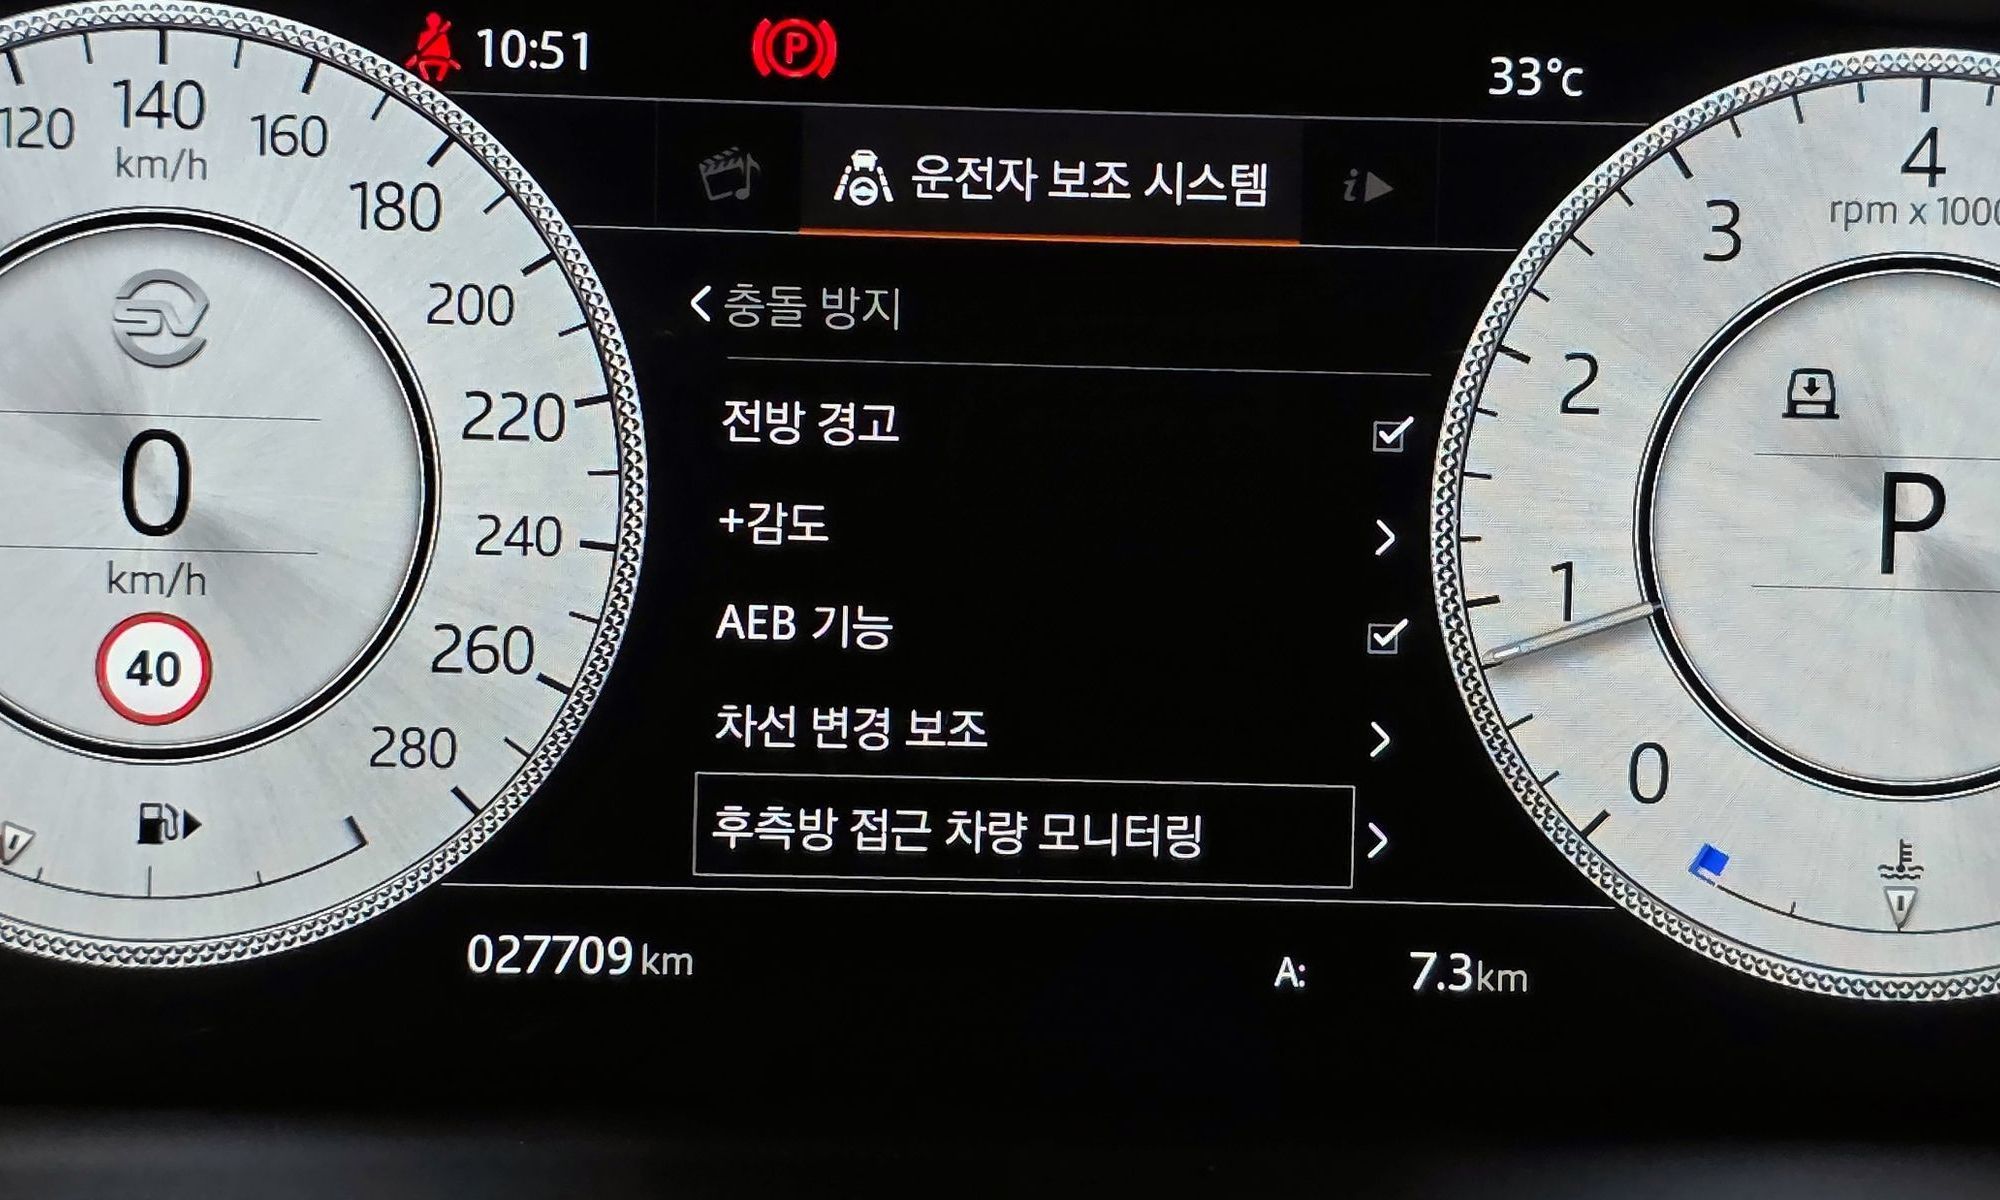 10:51
P
33°c
120
140
160
km/h
180
200
220
240
260
280
SV
0
km/h
40
운전자 보조 시스템
i
충돌 방지
전방 경고
+감도
AEB 기능
차선 변경 보조
후측방 접근 차량 모니터링
4
rpm x 1000
3
2
1
0
P
027709 km
A: 7.3km